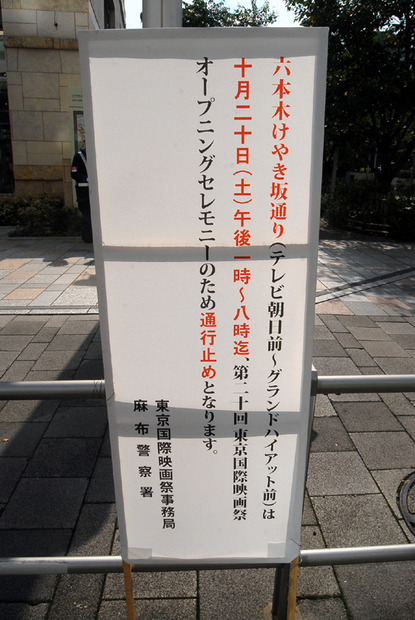 六本木けやき坂通り(テレビ朝日前～グランドハイアット前)は
十月二十日(土)午後一時～八時迄、第二十回東京国際映画祭
オープニングセレモニーのため通行止めとなります。
東京国際映画祭事務局
麻布警察署